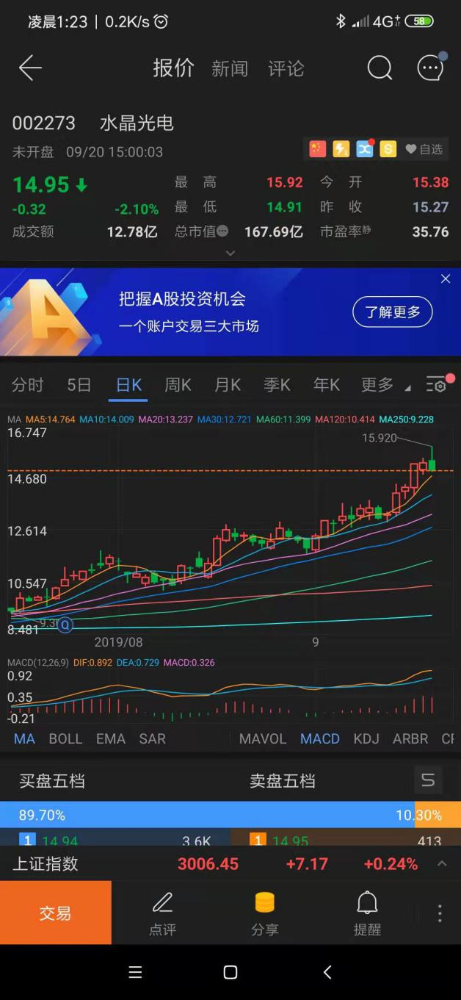 凌晨1:23 | 0.2K/s 4G+ 58
报价 新闻 评论
002273 水晶光电
未开盘 09/20 15:00:03 自选
14.95 最高 15.92 今开 15.38
-0.32 -2.10% 最低 14.91 昨收 15.27
成交额 12.78亿 总市值 167.69亿 市盈率静 35.76
把握A股投资机会
一个账户交易三大市场
了解更多
分时 5日 日K 周K 月K 季K 年K 更多
MA MA5:14.764 MA10:14.009 MA20:13.237 MA30:12.721 MA60:11.399 MA120:10.414 MA250:9.228
16.747
15.920
14.680
12.614
10.547
9.3
8.481
Q
2019/08 9
MACD(12,26,9) DIF:0.892 DEA:0.729 MACD:0.326
0.92
0.35
-0.21
MA BOLL EMA SAR MAVOL MACD KDJ ARBR
买盘五档 卖盘五档
89.70% 10.30%
1 14.94 3.6K 1 14.95 413
上证指数 3006.45 +7.17 +0.24%
交易 点评 分享 提醒